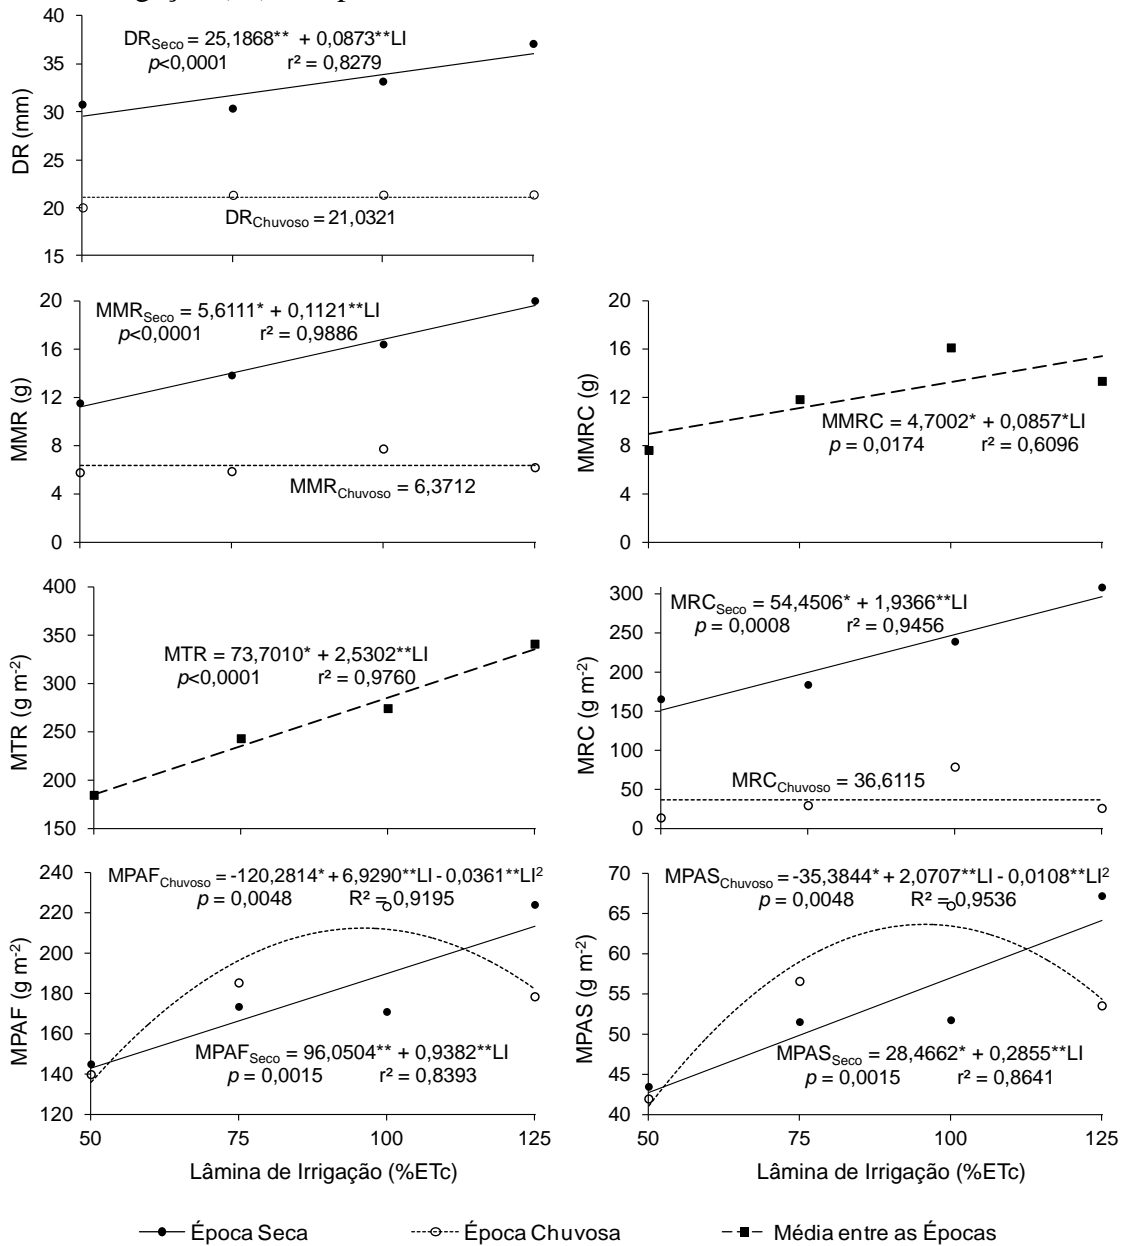 DR_Seco = 25,1868** + 0,0873**LI
p<0,0001 r² = 0,8279
DR_Chuvoso = 21,0321
DR (mm)
40
35
30
25
20
15
MMR_Seco = 5,6111* + 0,1121**LI
p<0,0001 r² = 0,9886
MMR_Chuvoso = 6,3712
MMR (g)
20
16
12
8
4
0
MMRC = 4,7002* + 0,0857*LI
p = 0,0174 r² = 0,6096
MMRC (g)
20
16
12
8
4
0
MTR = 73,7010* + 2,5302**LI
p<0,0001 r² = 0,9760
MTR (g m⁻²)
400
350
300
250
200
150
MRC_Seco = 54,4506* + 1,9366**LI
p = 0,0008 r² = 0,9456
MRC_Chuvoso = 36,6115
MRC (g m⁻²)
300
250
200
150
100
50
0
MPAF_Chuvoso = -120,2814* + 6,9290**LI - 0,0361**LI²
p = 0,0048 R² = 0,9195
MPAF_Seco = 96,0504** + 0,9382**LI
p = 0,0015 r² = 0,8393
MPAF (g m⁻²)
240
220
200
180
160
140
120
50 75 100 125
Lâmina de Irrigação (%ETc)
MPAS_Chuvoso = -35,3844* + 2,0707**LI - 0,0108**LI²
p = 0,0048 R² = 0,9536
MPAS_Seco = 28,4662* + 0,2855**LI
p = 0,0015 r² = 0,8641
MPAS (g m⁻²)
70
65
60
55
50
45
40
50 75 100 125
Lâmina de Irrigação (%ETc)
Época Seca Época Chuvosa Média entre as Épocas